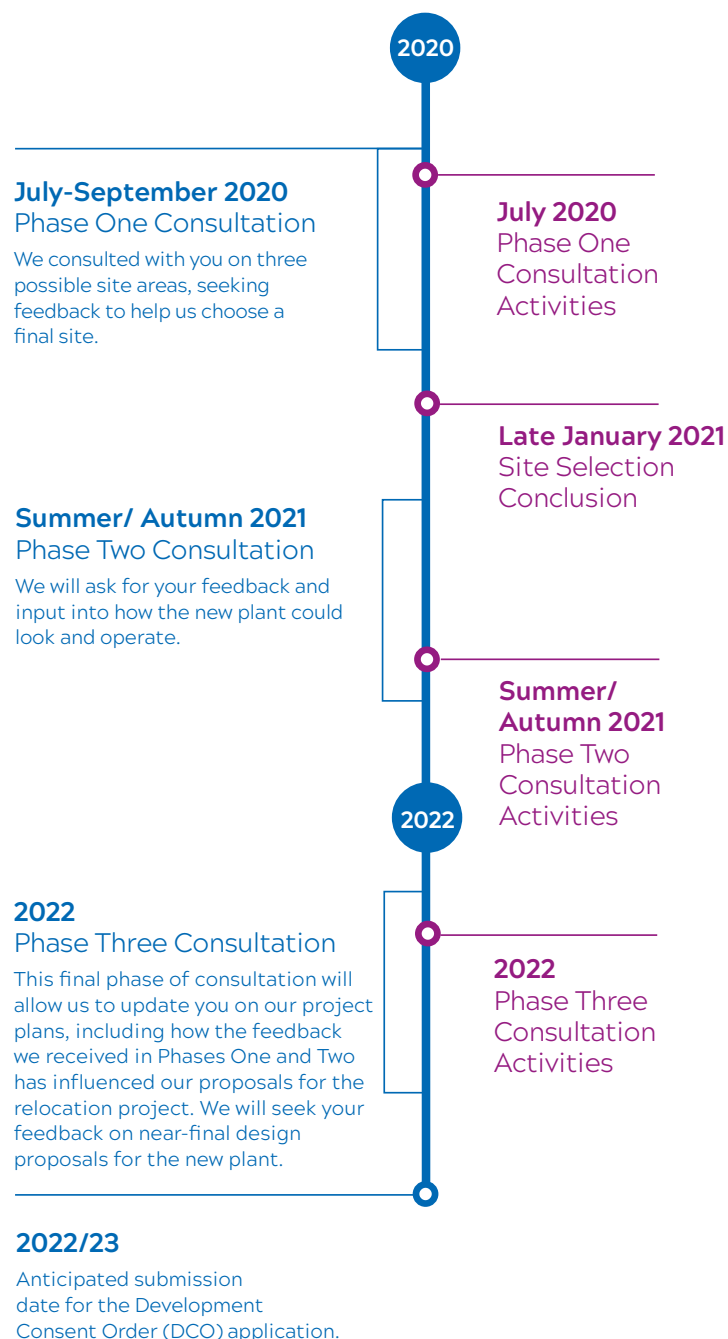 2020
July-September 2020
Phase One Consultation
We consulted with you on three
possible site areas, seeking
feedback to help us choose a
final site.
July 2020
Phase One
Consultation
Activities
Late January 2021
Site Selection
Conclusion
Summer/ Autumn 2021
Phase Two Consultation
We will ask for your feedback and
input into how the new plant could
look and operate.
Summer/
Autumn 2021
Phase Two
Consultation
Activities
2022
2022
Phase Three Consultation
This final phase of consultation will
allow us to update you on our project
plans, including how the feedback
we received in Phases One and Two
has influenced our proposals for the
relocation project. We will seek your
feedback on near-final design
proposals for the new plant.
2022
Phase Three
Consultation
Activities
2022/23
Anticipated submission
date for the Development
Consent Order (DCO) application.